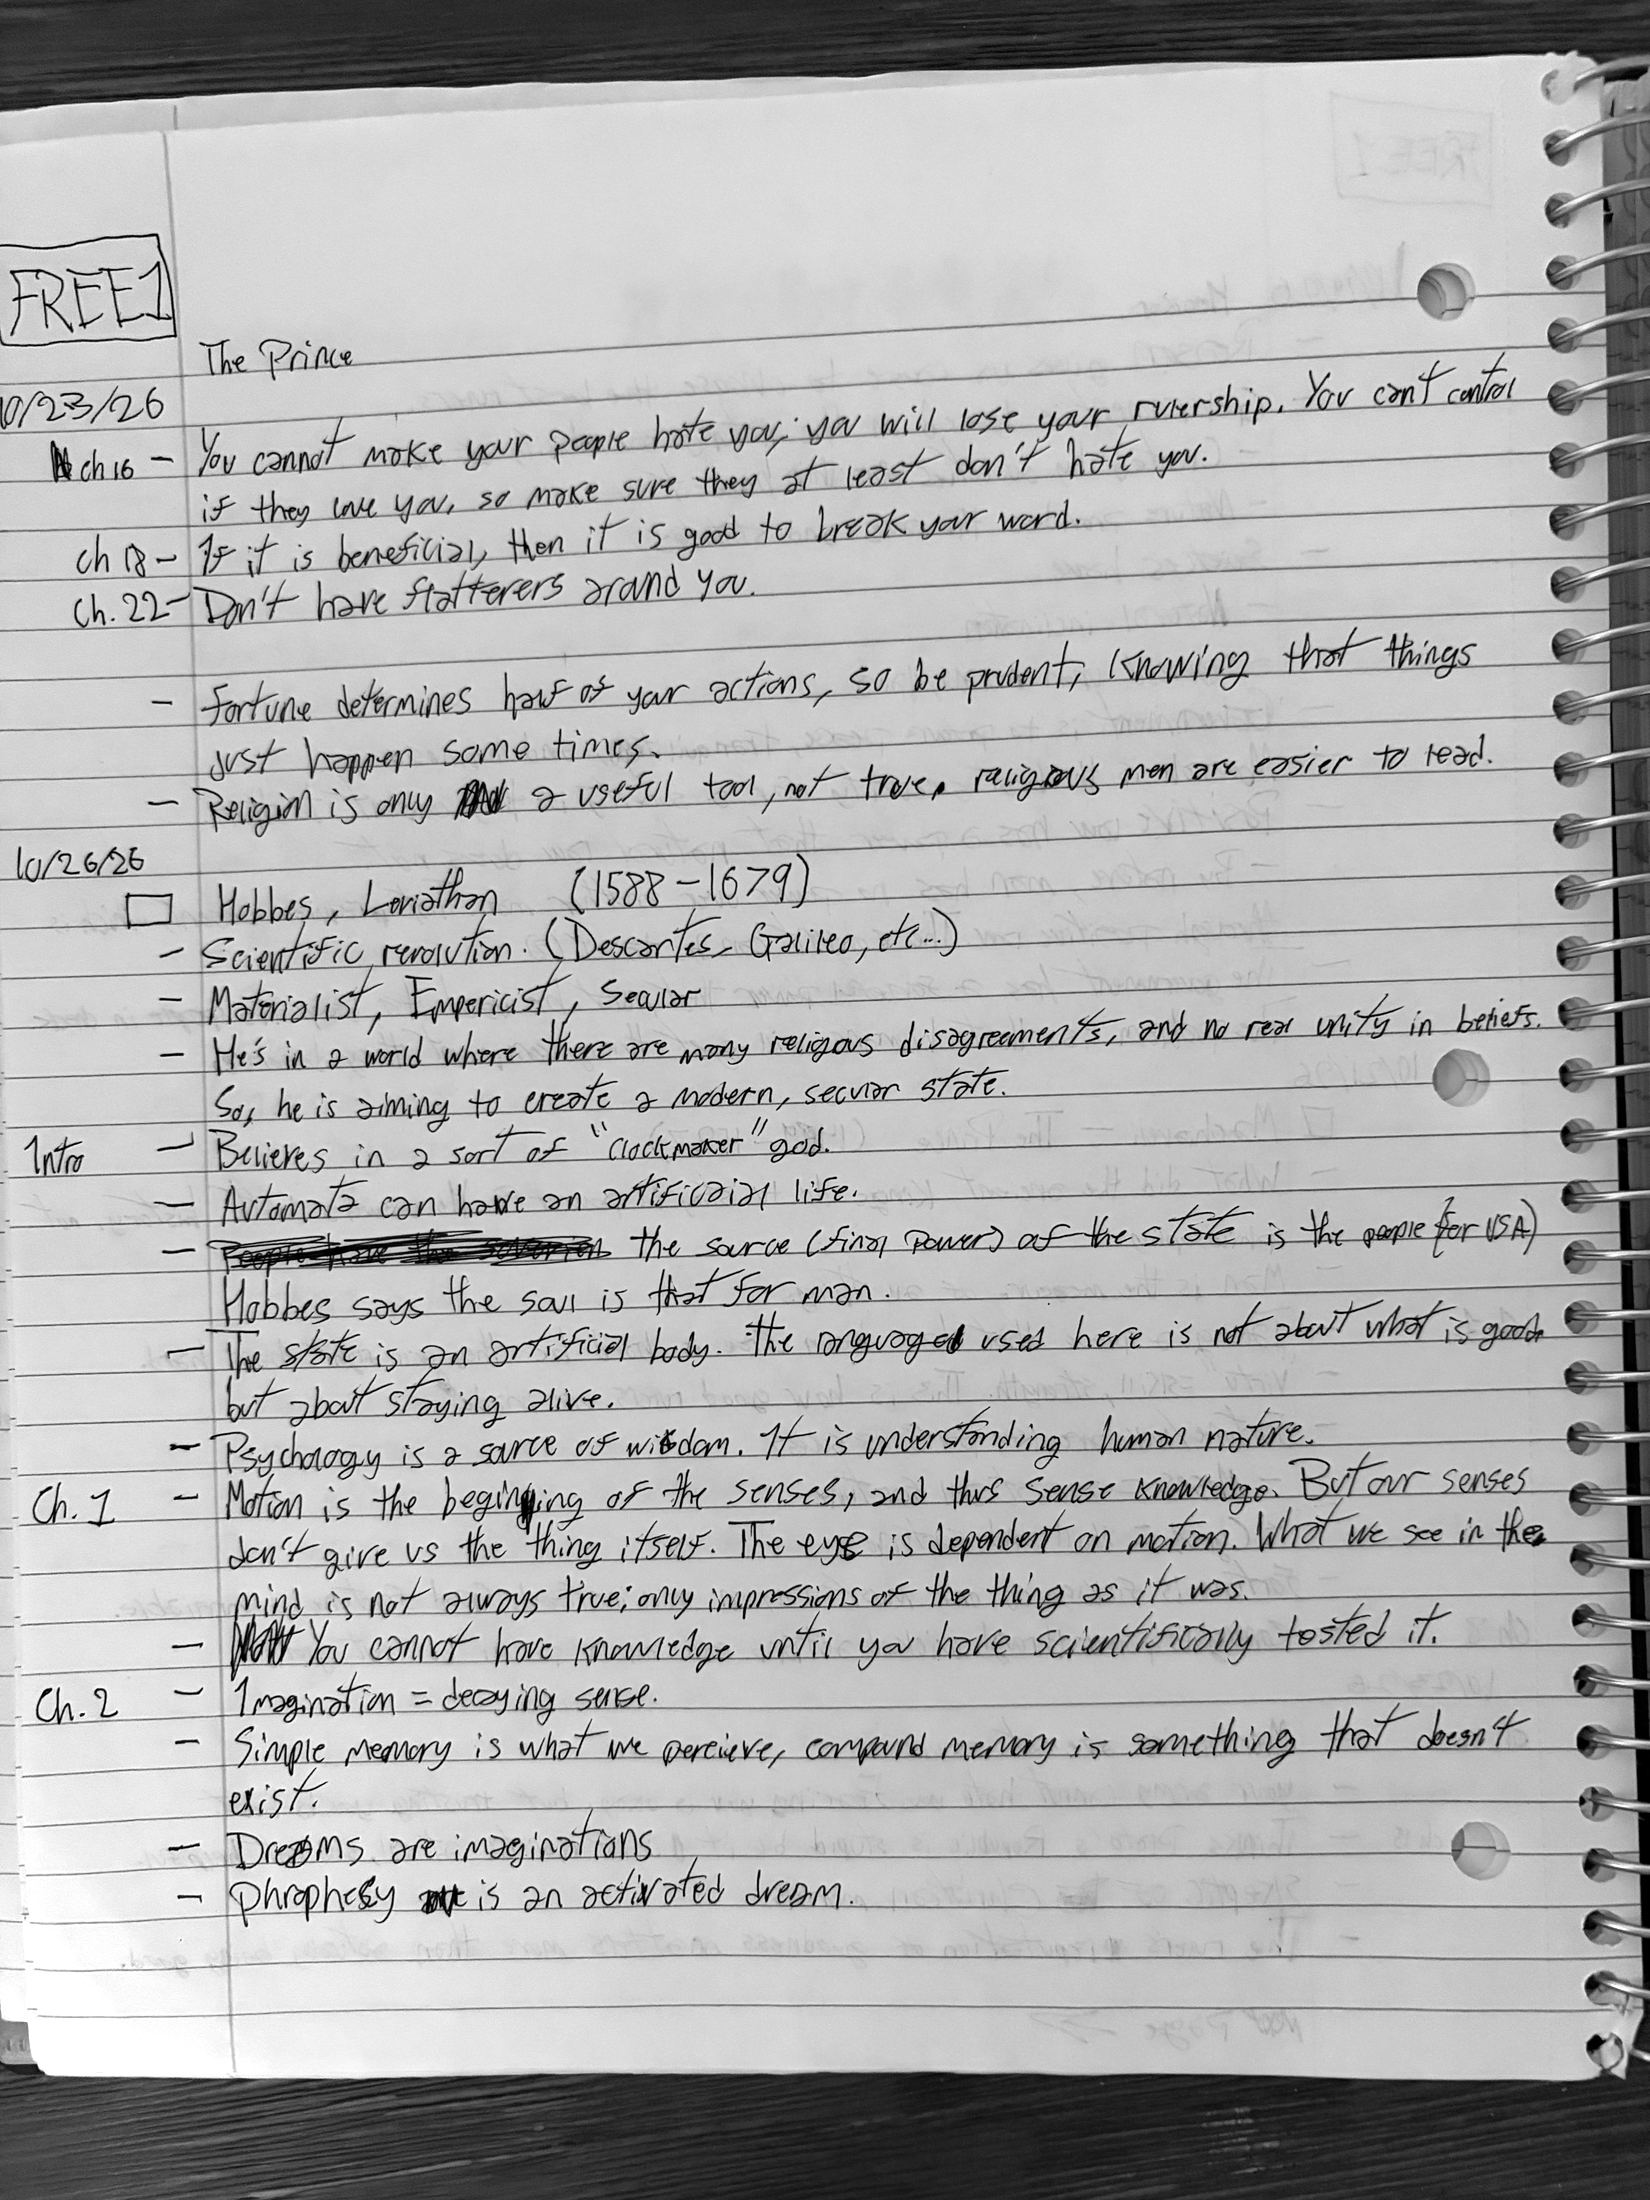 FREE1
The Prince
10/23/26
ch 16 - You cannot make your people hate you; you will lose your rulership. You can't control
if they love you, so make sure they at least don't hate you.
ch 18 - If it is beneficial, then it is good to break your word.
Ch. 22 - Don't have flatterers around you.
- Fortune determines half of your actions, so be prudent, knowing that things
just happen some times.
- Religion is only a useful tool, not true. religious men are easier to lead.
10/26/26
Hobbes, Leviathan (1588-1679)
- Scientific revolution. (Descartes, Galileo, etc...)
- Materialist, Empericist, Secular
- He's in a world where there are many religious disagreements, and no real unity in beliefs.
So, he is aiming to create a modern, secular state.
Intro - Believes in a sort of "clockmaker" god.
- Automata can have an artificial life.
- the source (final power) of the state is the people (for USA)
Hobbes says the soul is that for man.
- The state is an artificial body. The language used here is not about what is good
but about staying alive.
- Psychology is a source of wisdom. It is understanding human nature.
Ch. 1 - Motion is the beginning of the senses, and thus sense knowledge. But our senses
don't give us the thing itself. The eye is dependent on motion. What we see in the
mind is not always true; only impressions of the thing as it was.
- You cannot have knowledge until you have scientifically tested it.
Ch. 2 - Imagination = decaying sense.
- Simple memory is what we percieve, compound memory is something that doesn't
exist.
- Dreams are imaginations
- Phrophesy is an activated dream.